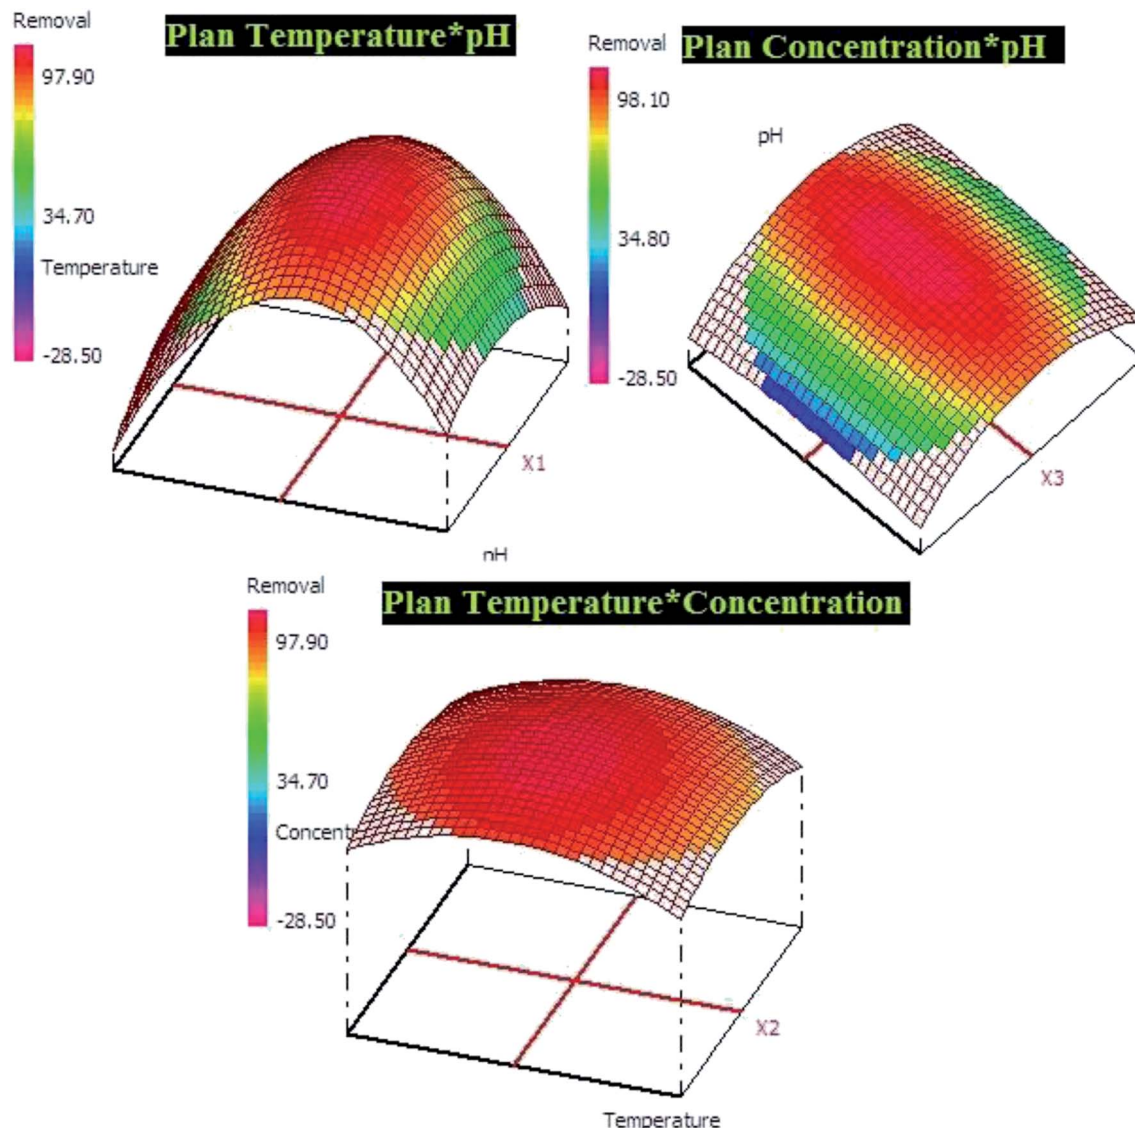 Removal
Plan Temperature*pH
97.90
34.70
Temperature
-28.50
X1
pH
Removal
Plan Concentration*pH
98.10
pH
34.80
-28.50
X3
Removal
Plan Temperature*Concentration
97.90
34.70
Concent
-28.50
X2
Temperature